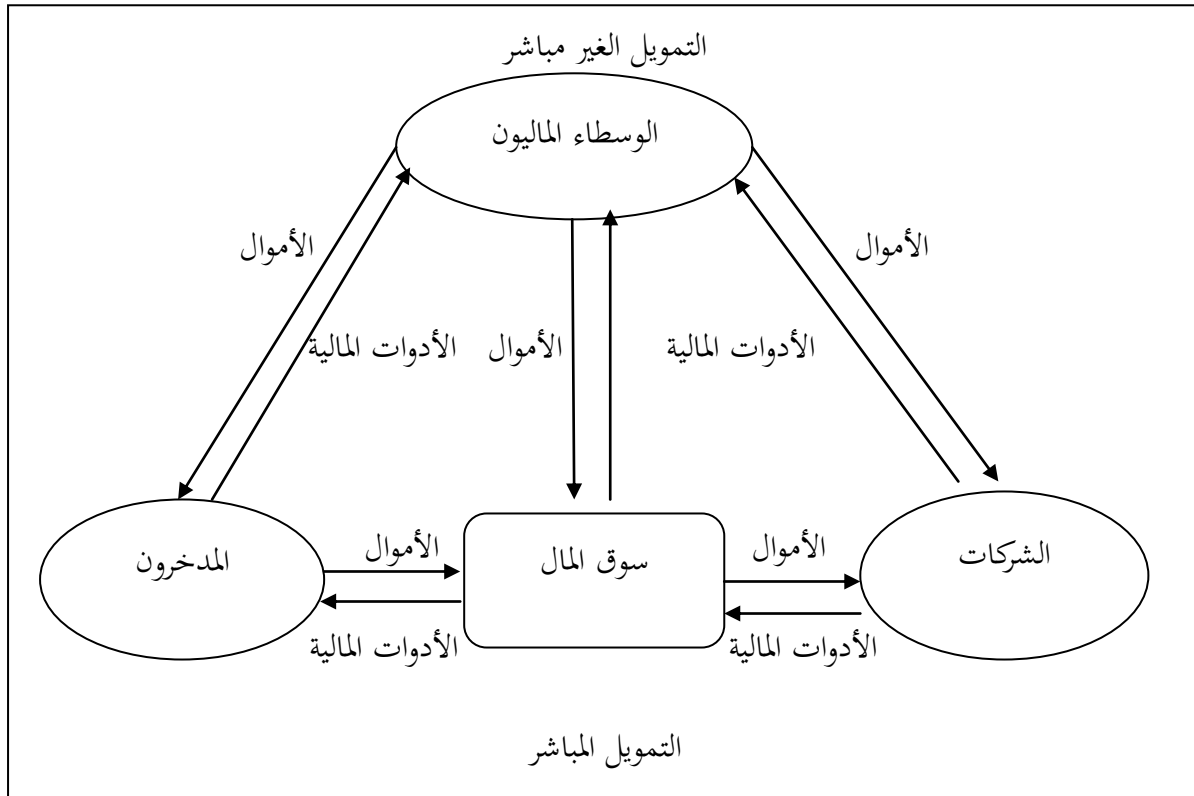 التمويل الغير مباشر
الوسطاء الماليون
الأموال
الأموال
الأدوات المالية
الأموال
الأدوات المالية
الشركات
الأموال
سوق المال
الأموال
المدخرون
الأدوات المالية
الأدوات المالية
التمويل المباشر